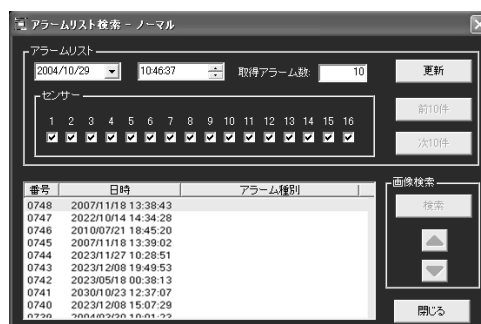 アラームリスト検索 - ノーマル
アラームリスト
2004/10/29 10:46:37 取得アラーム数: 10 更新
センサー
前10件
1 2 3 4 5 6 7 8 9 10 11 12 13 14 15 16
次10件
画像検索
番号 日時 アラーム種別
検索
0748 2007/11/18 13:38:43
0747 2022/10/14 14:34:28
0746 2010/07/21 18:45:20
0745 2007/11/18 13:39:02
0744 2023/11/27 10:28:51
0743 2023/12/08 19:49:53
0742 2023/05/18 00:38:13
0741 2030/10/23 12:37:07
0740 2023/12/08 15:07:29
閉じる